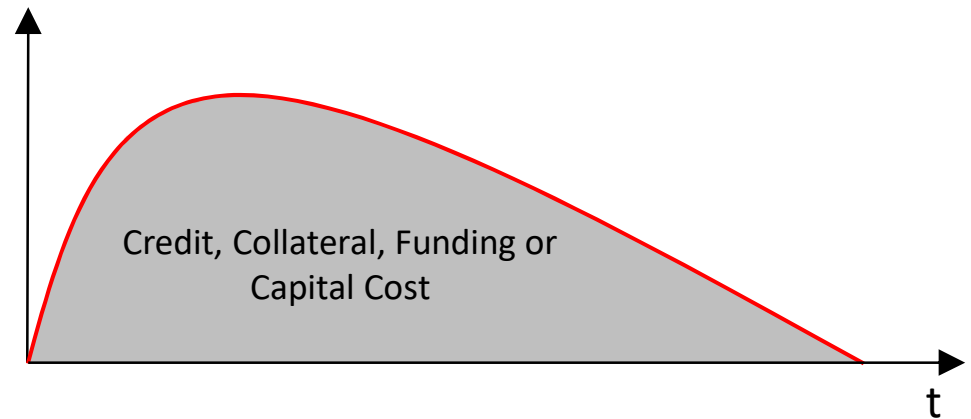 Credit, Collateral, Funding or
Capital Cost
t